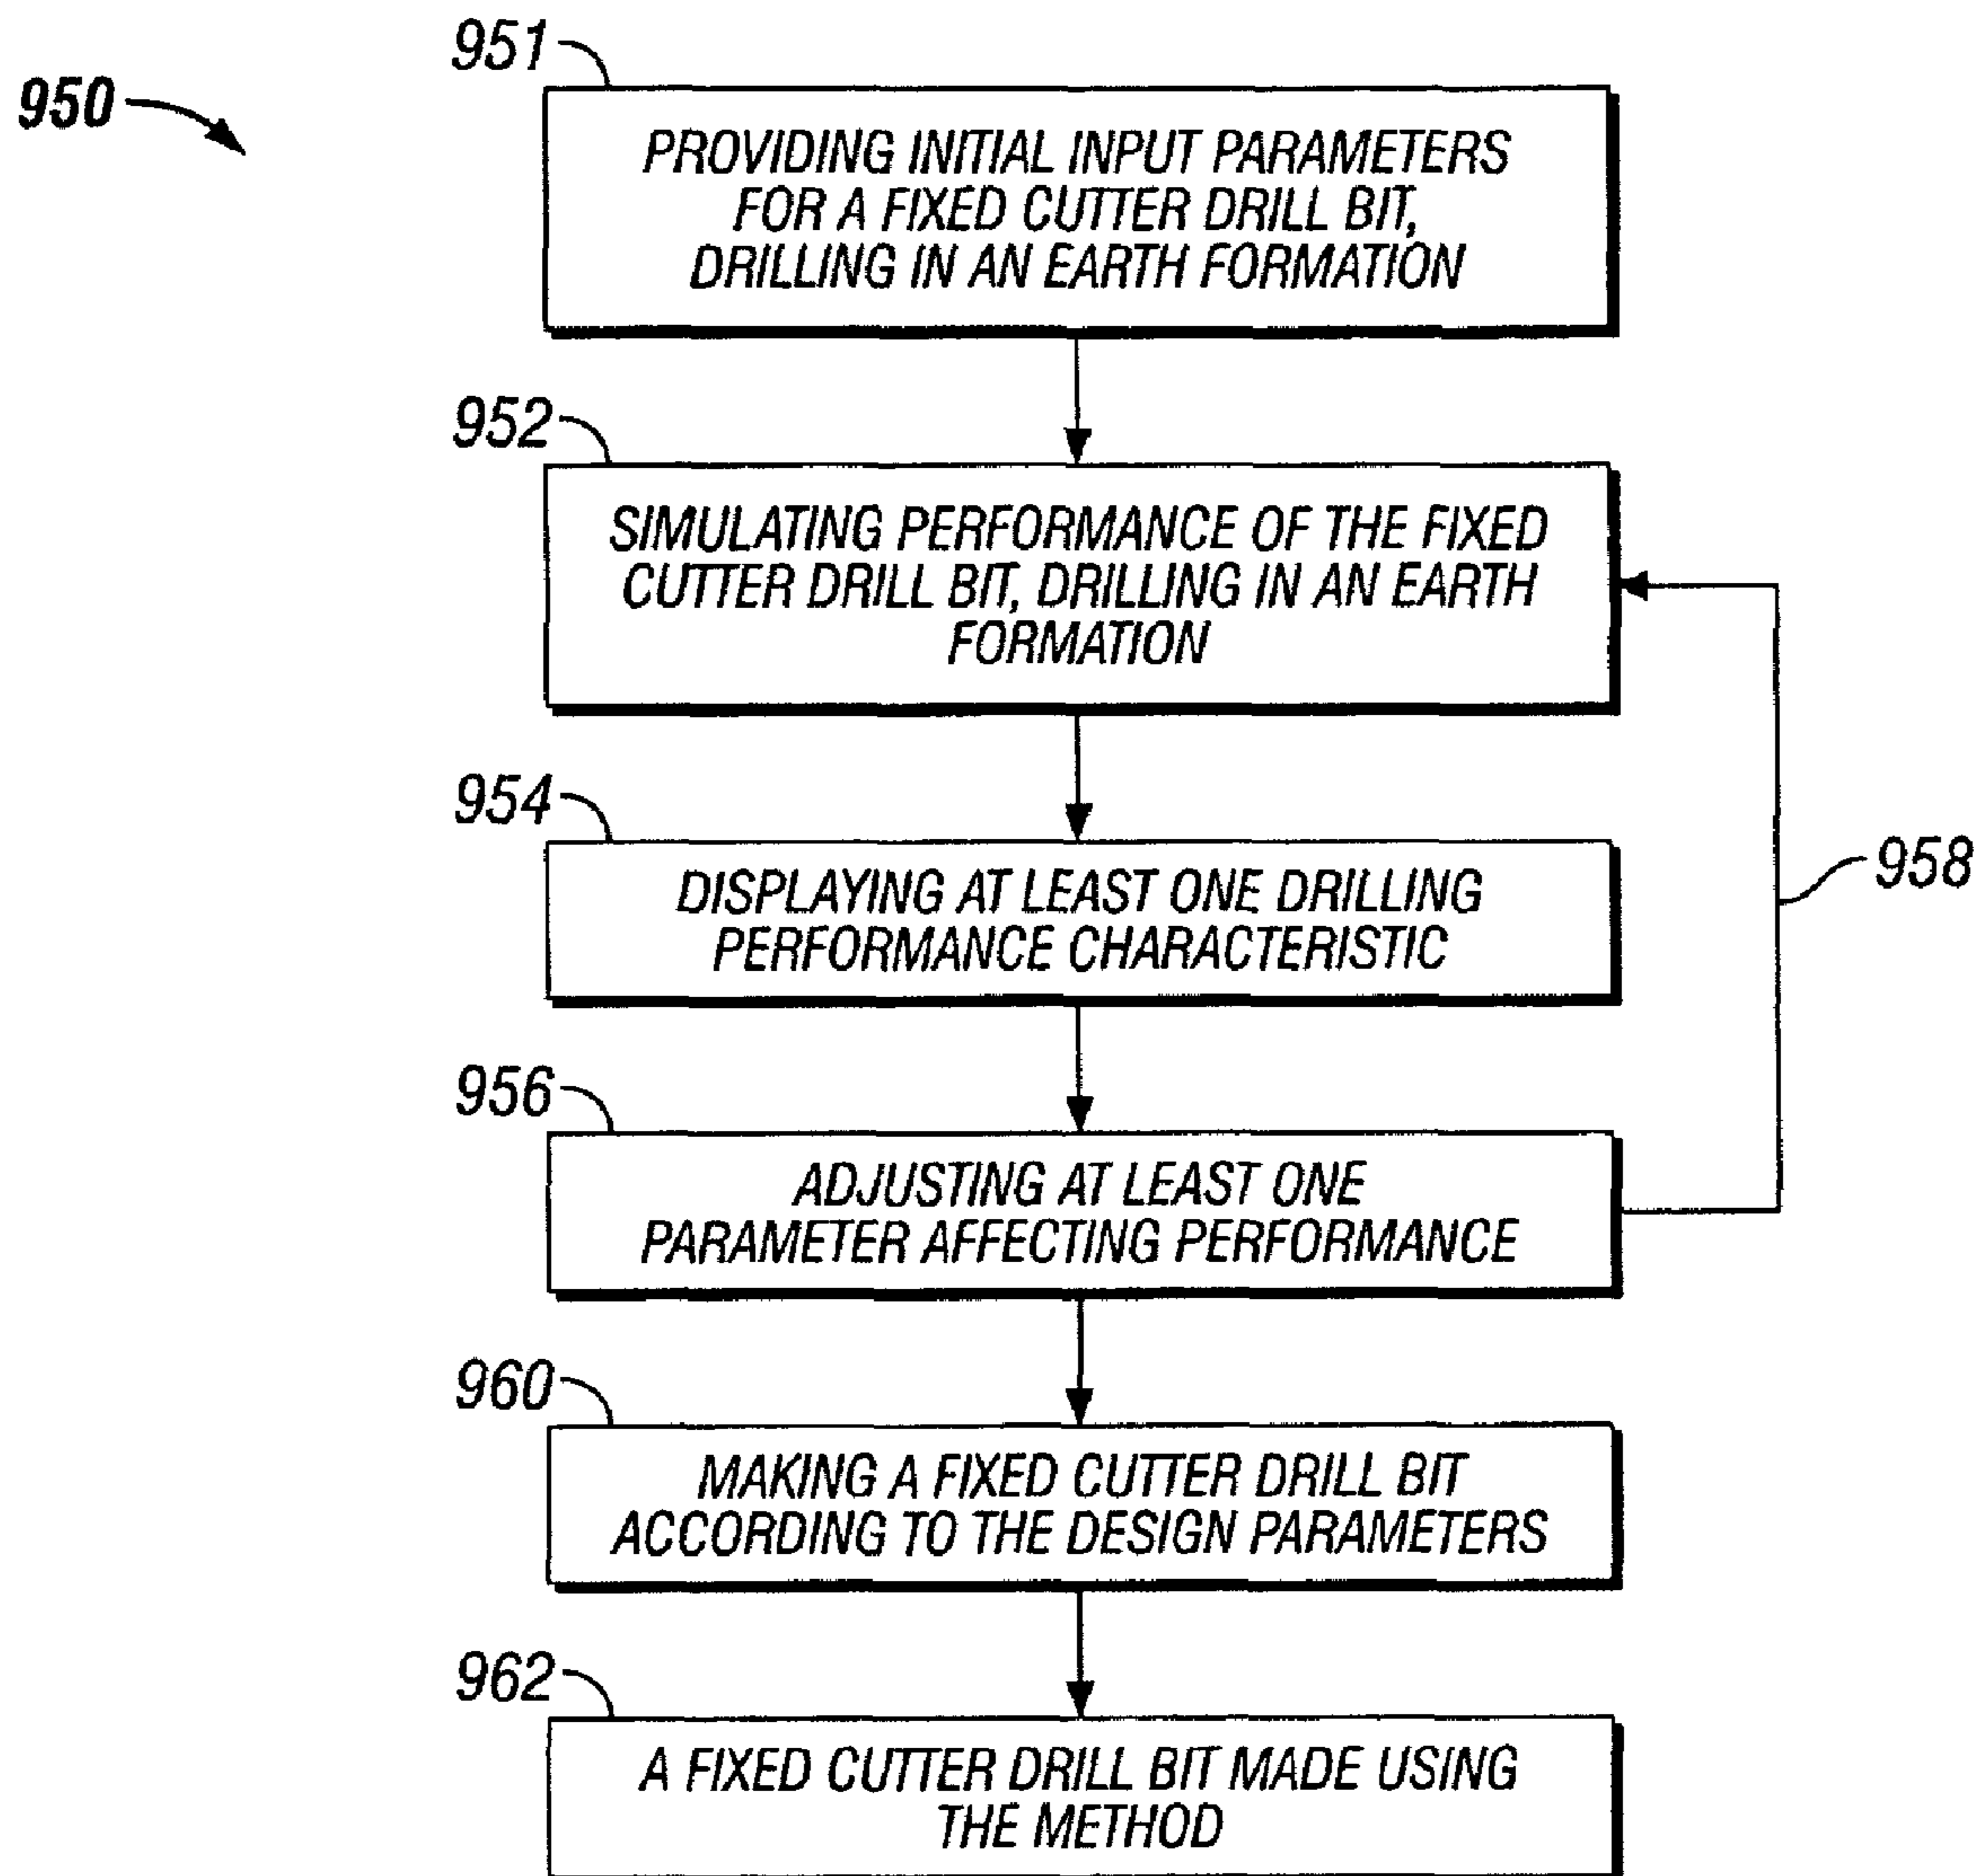 951
950
PROVIDING INITIAL INPUT PARAMETERS
FOR A FIXED CUTTER DRILL BIT,
DRILLING IN AN EARTH FORMATION
952
SIMULATING PERFORMANCE OF THE FIXED
CUTTER DRILL BIT, DRILLING IN AN EARTH
FORMATION
954
DISPLAYING AT LEAST ONE DRILLING
PERFORMANCE CHARACTERISTIC
958
956
ADJUSTING AT LEAST ONE
PARAMETER AFFECTING PERFORMANCE
960
MAKING A FIXED CUTTER DRILL BIT
ACCORDING TO THE DESIGN PARAMETERS
962
A FIXED CUTTER DRILL BIT MADE USING
THE METHOD